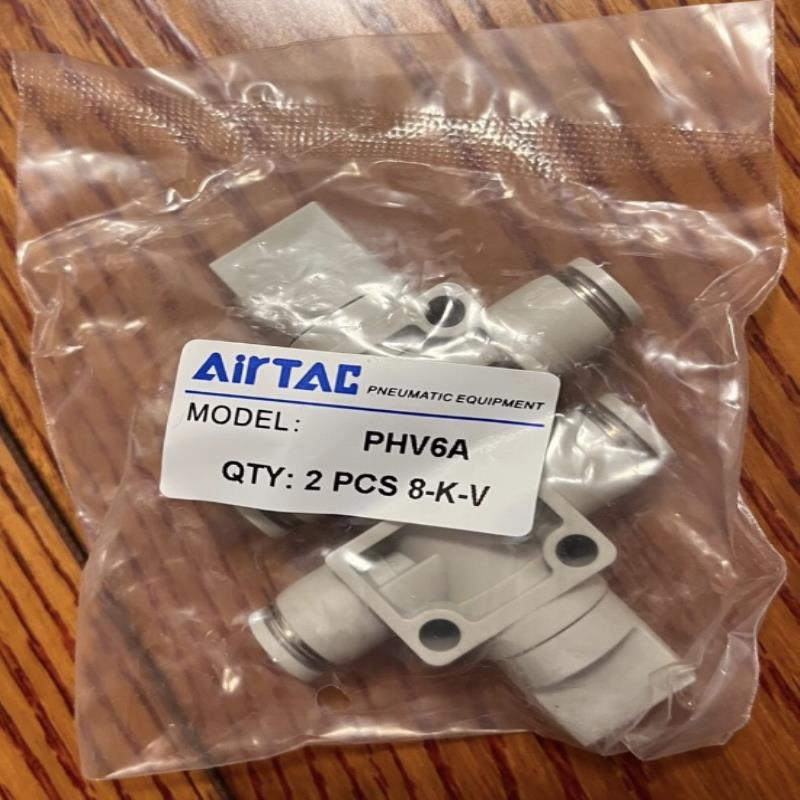 AirTAC PNEUMATIC EQUIPMENT
MODEL: PHV6A
QTY: 2 PCS 8-K-V